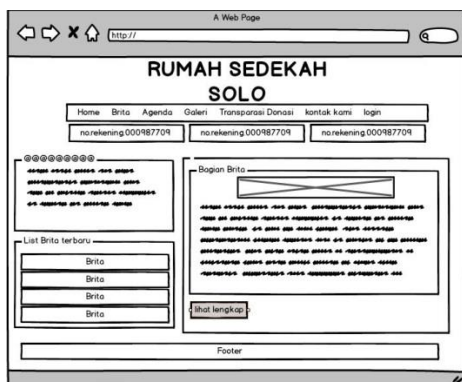 A Web Page
http://
RUMAH SEDEKAH
SOLO
Home Brita Agenda Galeri Transparasi Donasi kontak kami login
no.rekening.000987709 no.rekening.000987709 no.rekening.000987709
@@@@@@@@@
List Brita terbaru
Brita
Brita
Brita
Brita
Bagian Brita
lihat lengkap
Footer